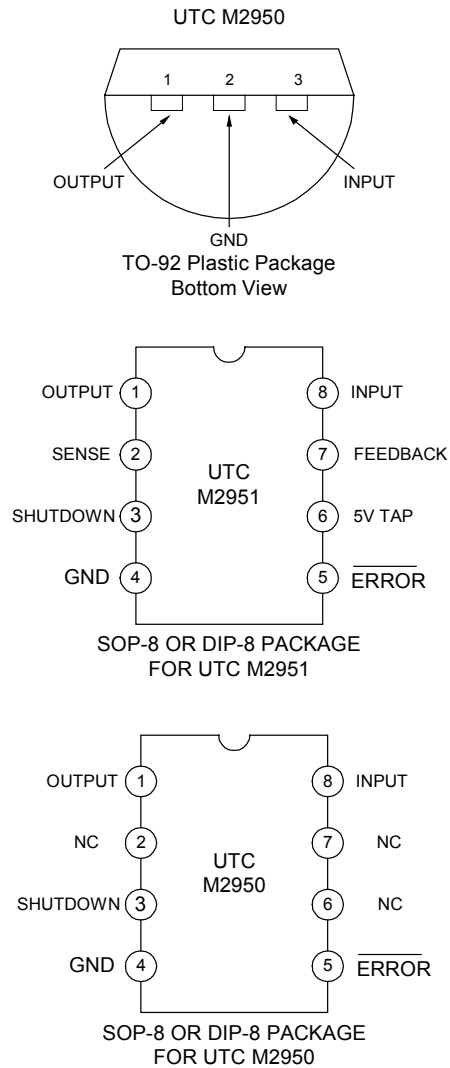 UTC M2950
1 2 3
OUTPUT INPUT
GND
TO-92 Plastic Package
Bottom View
OUTPUT 1 8 INPUT
SENSE 2 7 FEEDBACK
UTC
M2951
SHUTDOWN 3 6 5V TAP
GND 4 5 ERROR
SOP-8 OR DIP-8 PACKAGE
FOR UTC M2951
OUTPUT 1 8 INPUT
NC 2 7 NC
UTC
M2950
SHUTDOWN 3 6 NC
GND 4 5 ERROR
SOP-8 OR DIP-8 PACKAGE
FOR UTC M2950